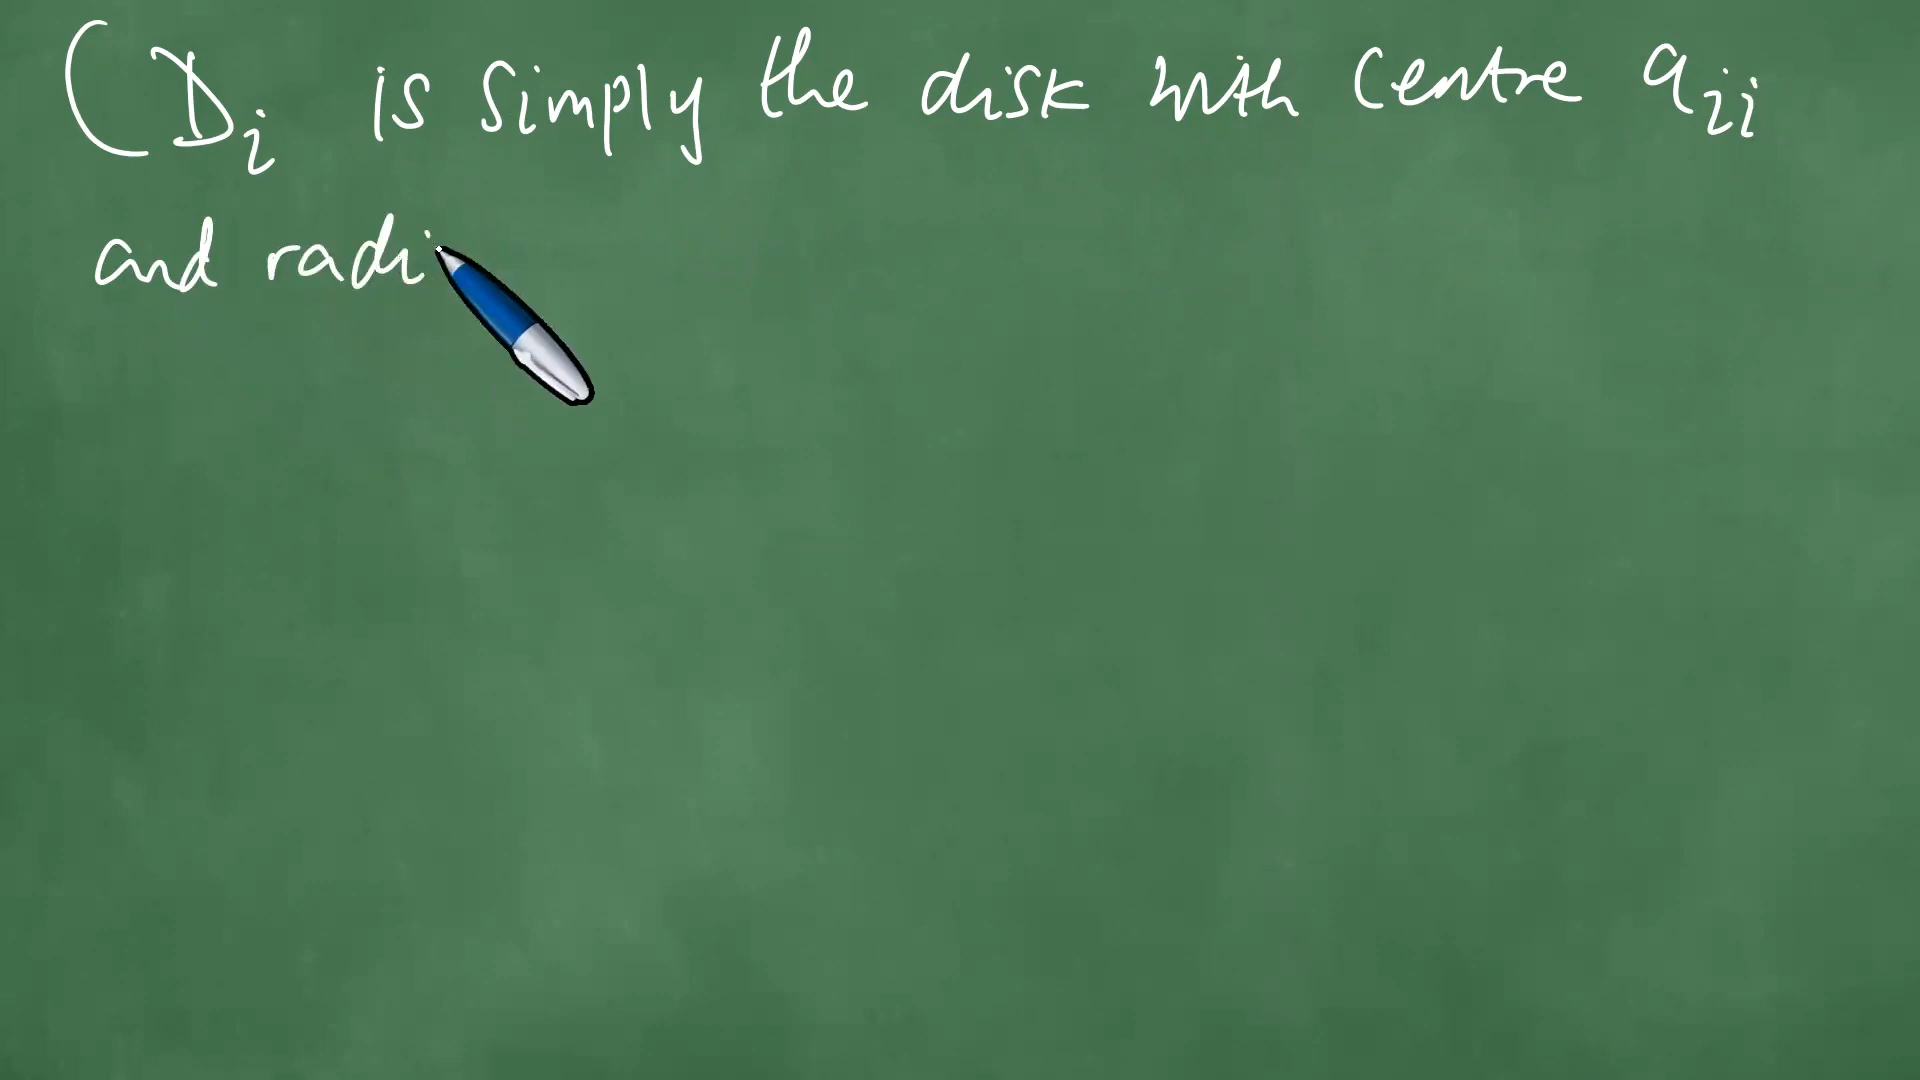 (D_i is simply the disk with centre a_ii
and radi